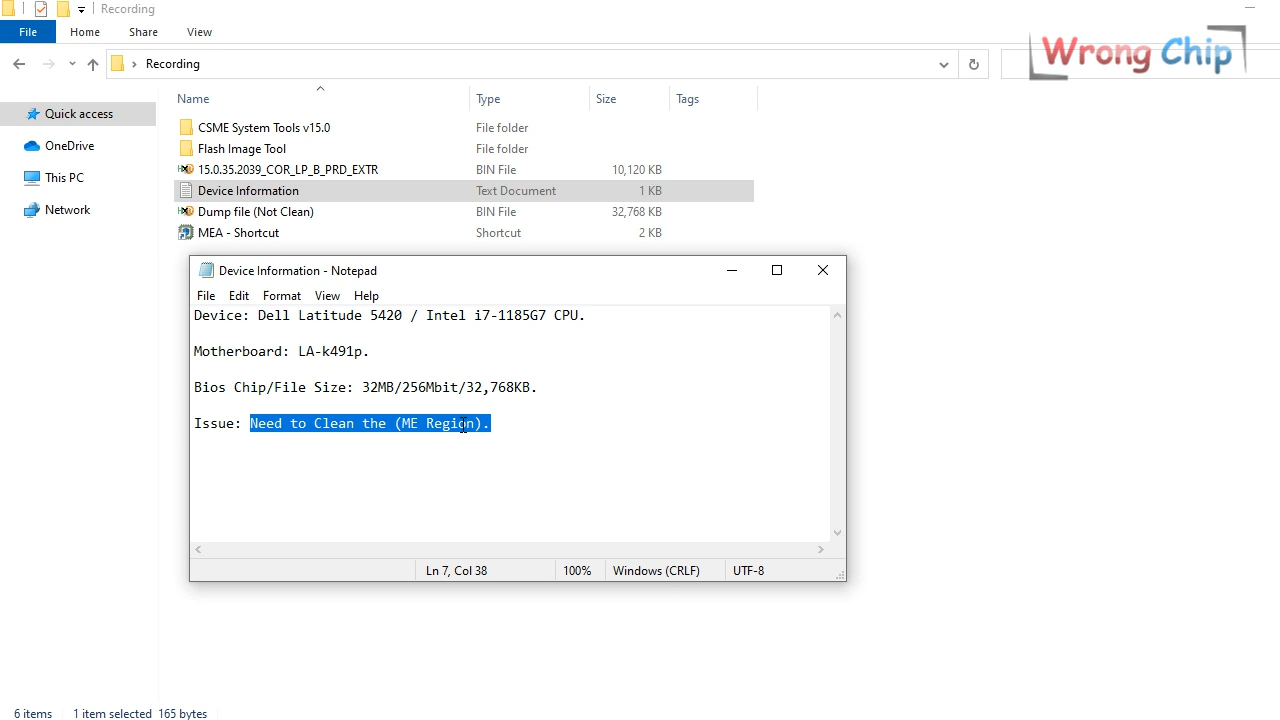 Recording
File Home Share View
Wrong Chip
Recording
Name Type Size Tags
Quick access
OneDrive
This PC
Network
CSME System Tools v15.0 File folder
Flash Image Tool File folder
15.0.35.2039_COR_LP_B_PRD_EXTR BIN File 10,120 KB
Device Information Text Document 1 KB
Dump file (Not Clean) BIN File 32,768 KB
MEA - Shortcut Shortcut 2 KB
Device Information - Notepad
File Edit Format View Help
Device: Dell Latitude 5420 / Intel i7-1185G7 CPU.
Motherboard: LA-k491p.
Bios Chip/File Size: 32MB/256Mbit/32,768KB.
Issue: Need to Clean the (ME Region).
Ln 7, Col 38 100% Windows (CRLF) UTF-8
6 items 1 item selected 165 bytes